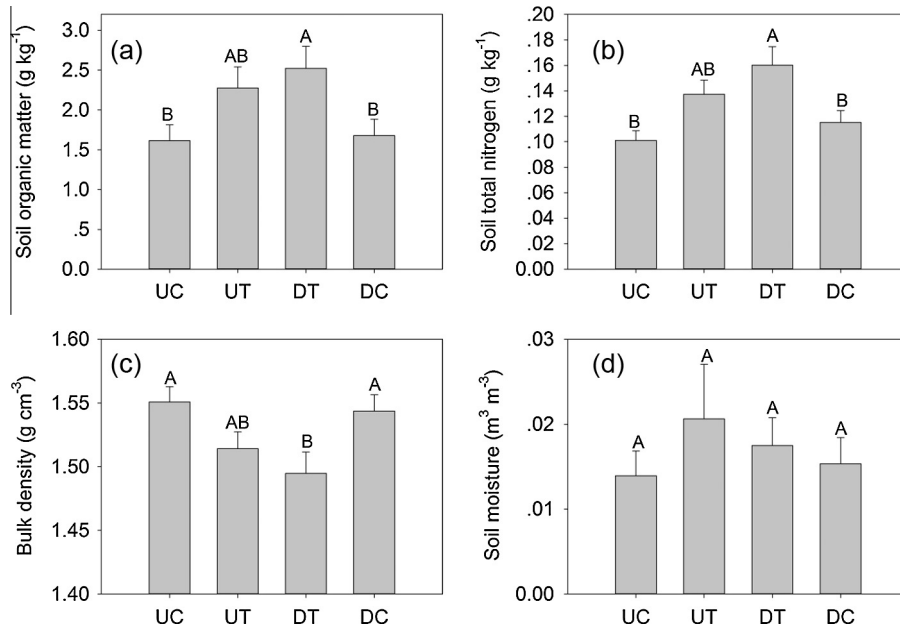 (a)
Soil organic matter (g kg⁻¹)
3.0
2.5
2.0
1.5
1.0
.5
0.0
B
AB
A
B
UC UT DT DC
(b)
Soil total nitrogen (g kg⁻¹)
.20
.18
.16
.14
.12
.10
.08
.06
.04
.02
0.00
B
AB
A
B
UC UT DT DC
(c)
Bulk density (g cm⁻³)
1.60
1.55
1.50
1.45
1.40
A
AB
B
A
UC UT DT DC
(d)
Soil moisture (m³ m⁻³)
.03
.02
.01
0.00
A
A
A
A
UC UT DT DC